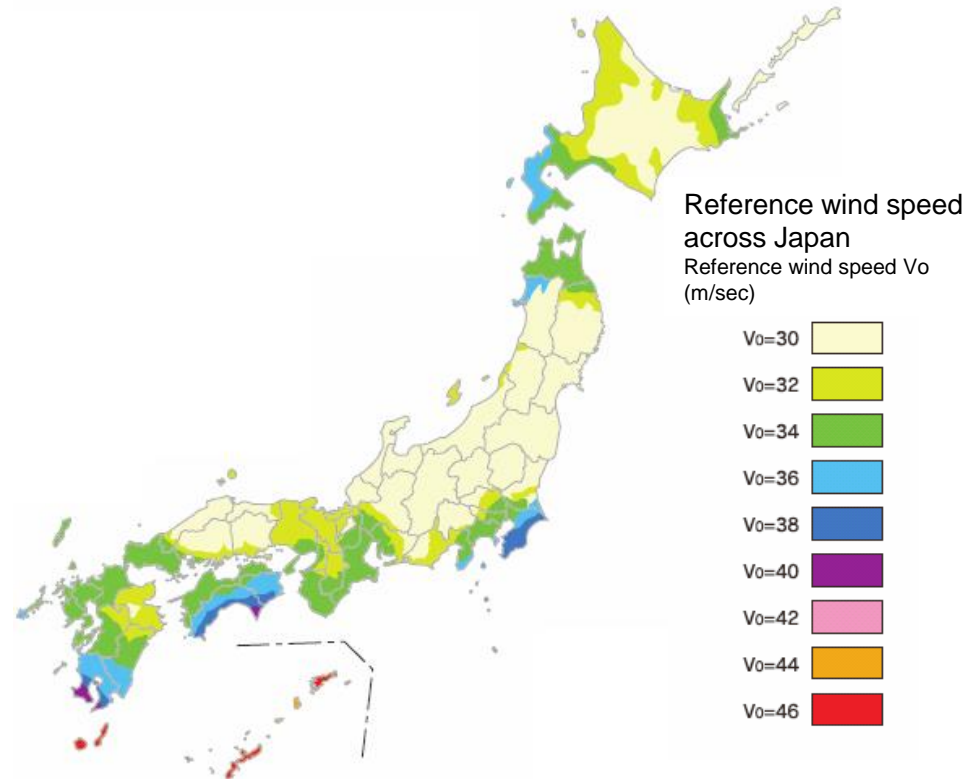 Reference wind speed
across Japan
Reference wind speed Vo
(m/sec)
V0=30
V0=32
V0=34
V0=36
V0=38
V0=40
V0=42
V0=44
V0=46